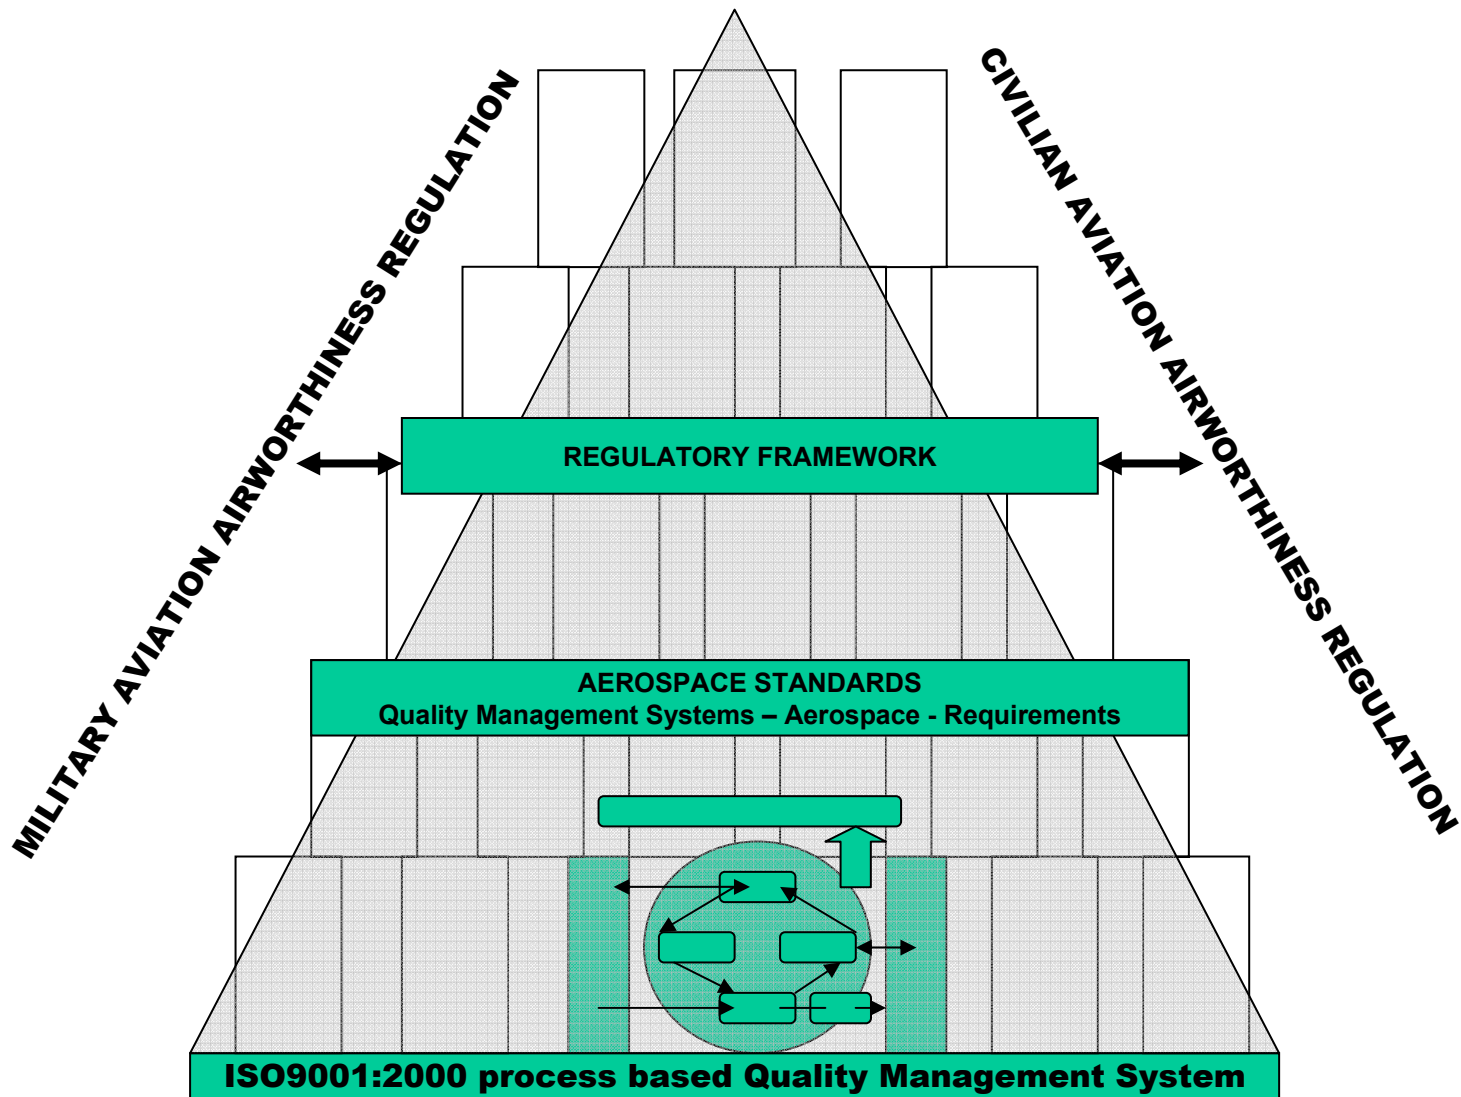 MILITARY AVIATION AIRWORTHINESS REGULATION
CIVILIAN AVIATION AIRWORTHINESS REGULATION
REGULATORY FRAMEWORK
AEROSPACE STANDARDS
Quality Management Systems – Aerospace - Requirements
ISO9001:2000 process based Quality Management System